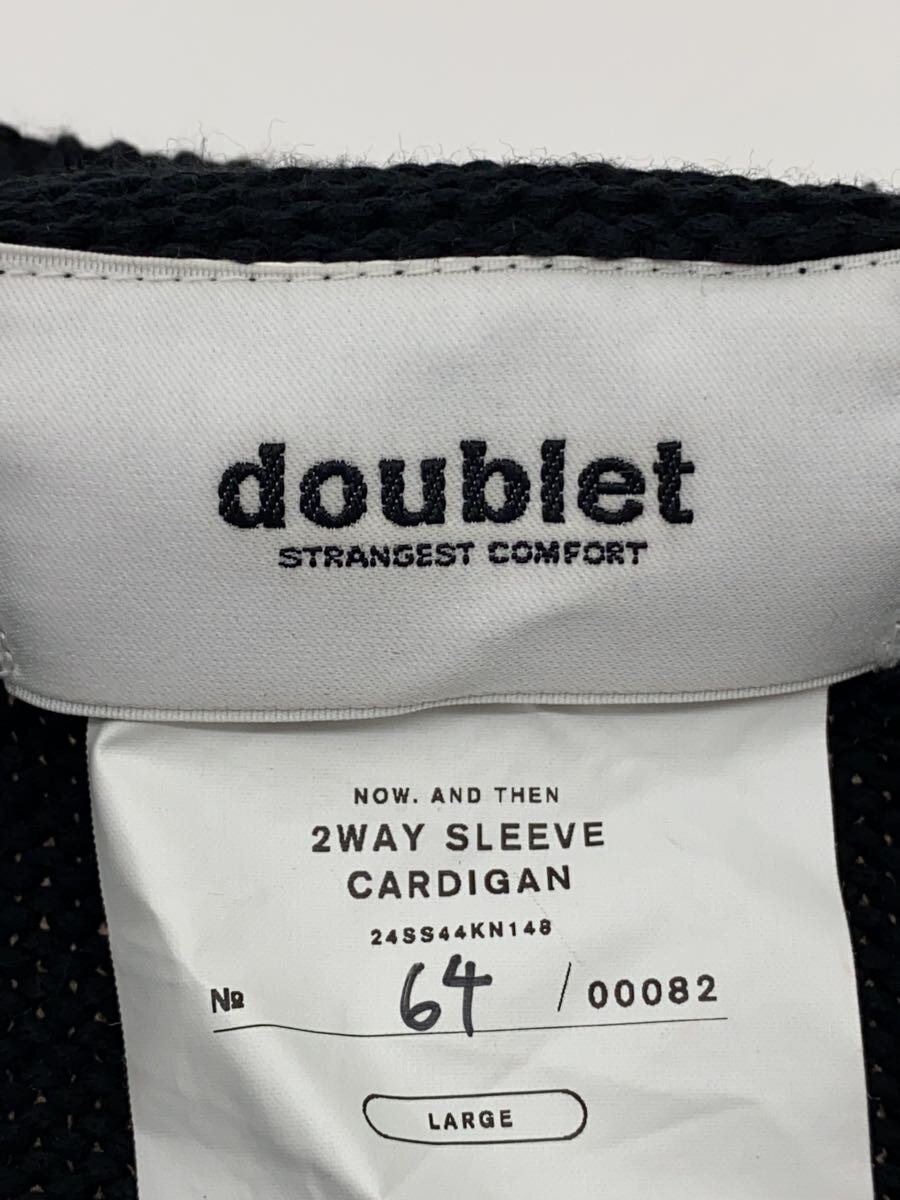 doublet
STRANGEST COMFORT
NOW. AND THEN
2WAY SLEEVE
CARDIGAN
24SS44KN148
№ 64 / 00082
LARGE